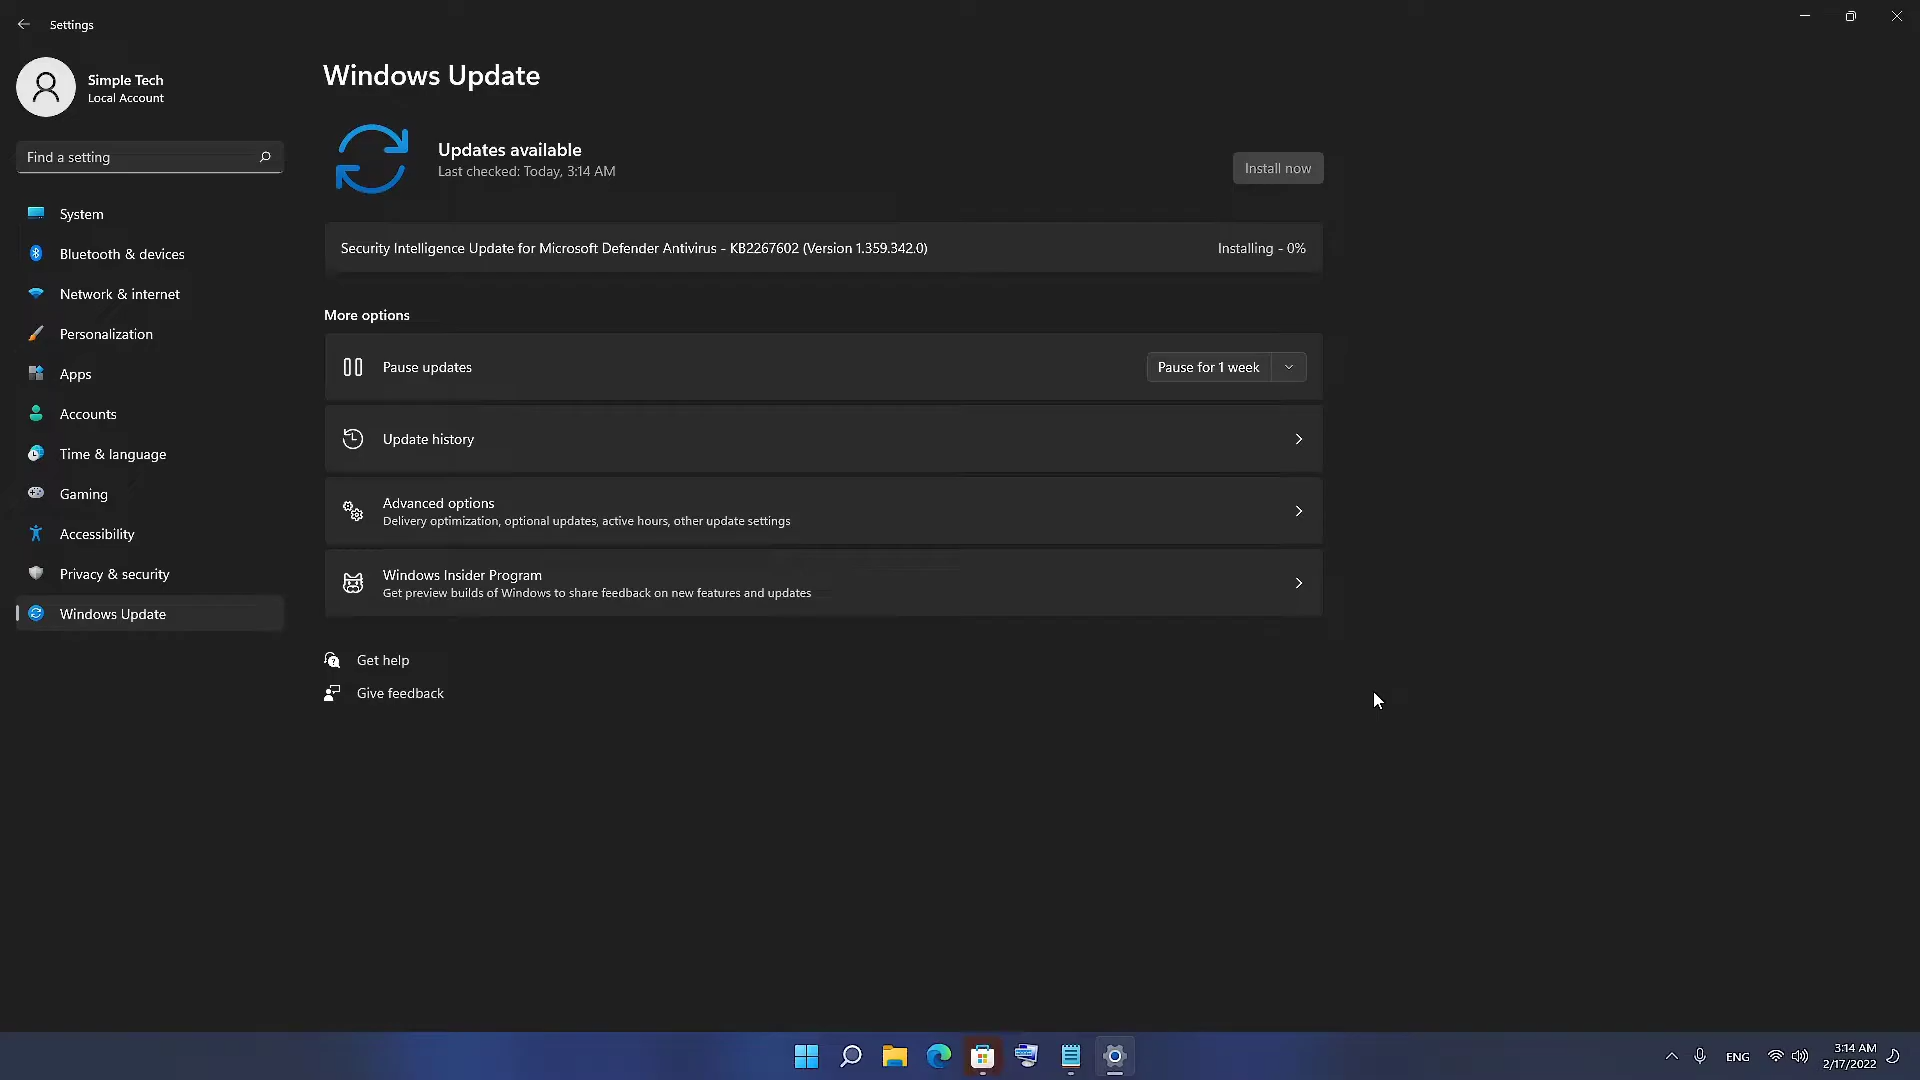 Settings
Simple Tech
Local Account
Find a setting
System
Bluetooth & devices
Network & internet
Personalization
Apps
Accounts
Time & language
Gaming
Accessibility
Privacy & security
Windows Update
Windows Update
Updates available
Last checked: Today, 3:14 AM
Install now
Security Intelligence Update for Microsoft Defender Antivirus - KB2267602 (Version 1.359.342.0)
Installing - 0%
More options
Pause updates
Pause for 1 week
Update history
Advanced options
Delivery optimization, optional updates, active hours, other update settings
Windows Insider Program
Get preview builds of Windows to share feedback on new features and updates
Get help
Give feedback
ENG
3:14 AM
2/17/2022